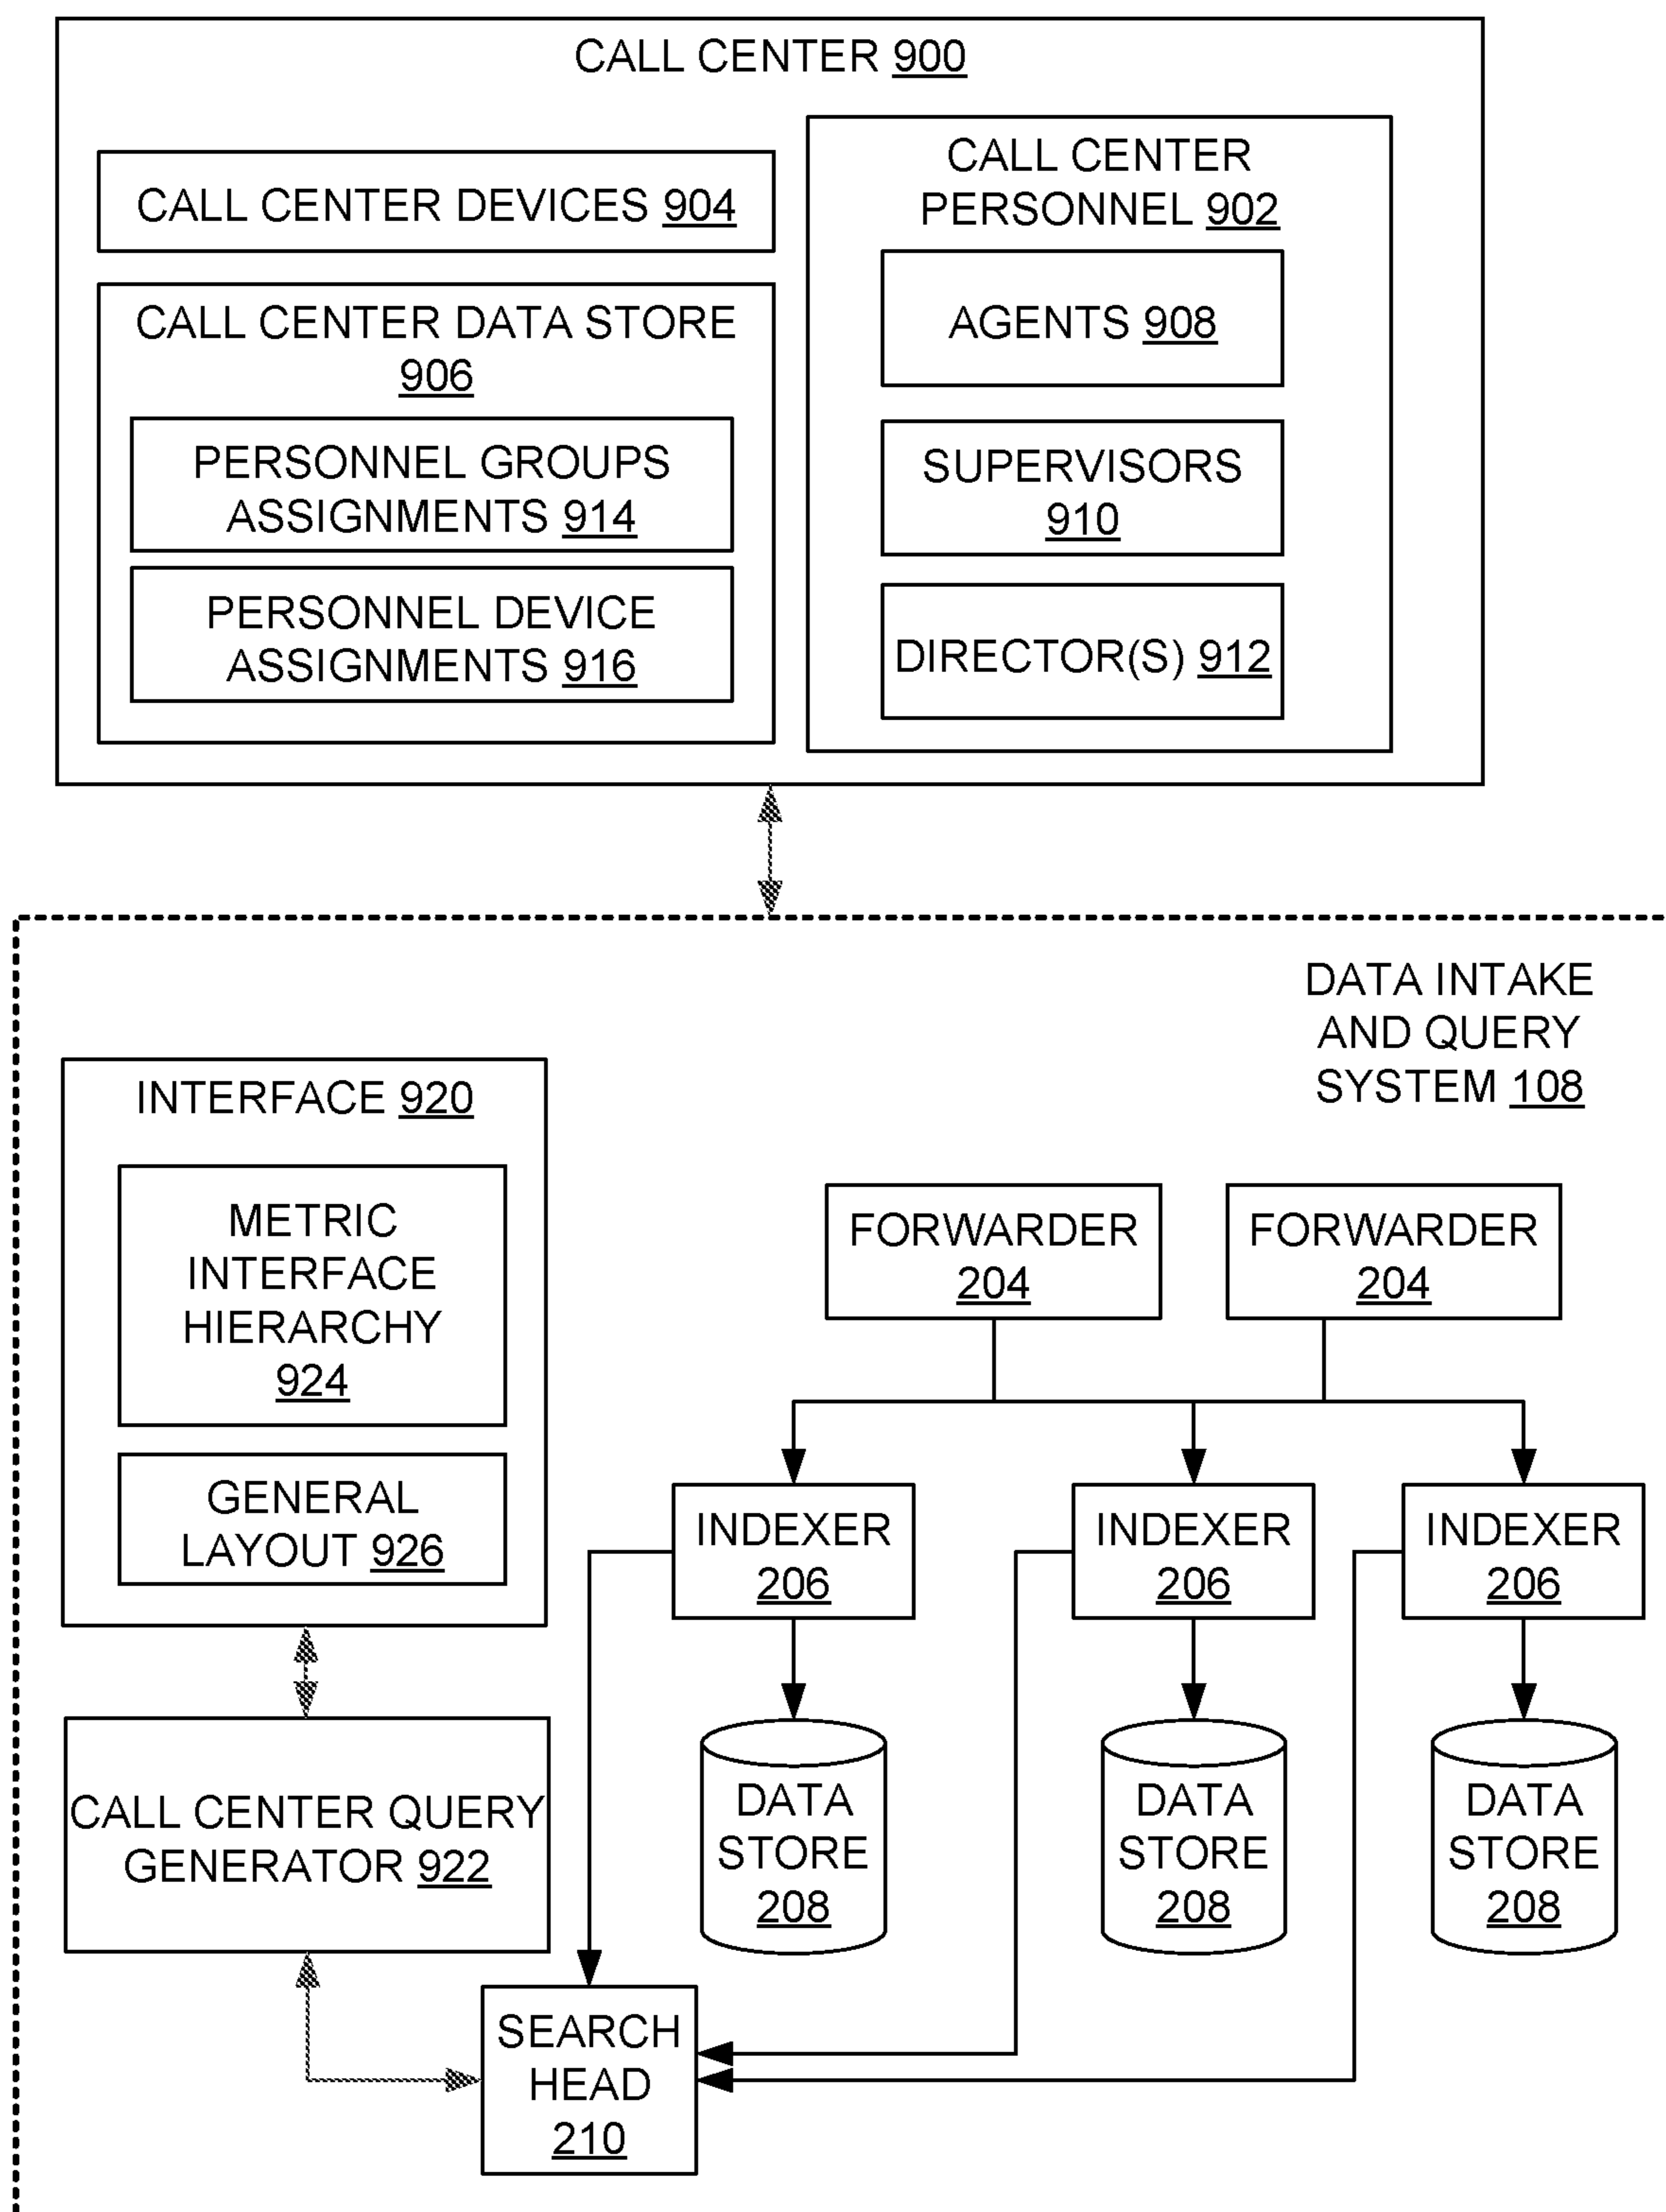 CALL CENTER 900
CALL CENTER DEVICES 904
CALL CENTER DATA STORE
906
PERSONNEL GROUPS
ASSIGNMENTS 914
PERSONNEL DEVICE
ASSIGNMENTS 916
CALL CENTER
PERSONNEL 902
AGENTS 908
SUPERVISORS
910
DIRECTOR(S) 912
DATA INTAKE
AND QUERY
SYSTEM 108
INTERFACE 920
METRIC
INTERFACE
HIERARCHY
924
GENERAL
LAYOUT 926
FORWARDER
204
FORWARDER
204
INDEXER
206
INDEXER
206
INDEXER
206
DATA
STORE
208
DATA
STORE
208
DATA
STORE
208
CALL CENTER QUERY
GENERATOR 922
SEARCH
HEAD
210